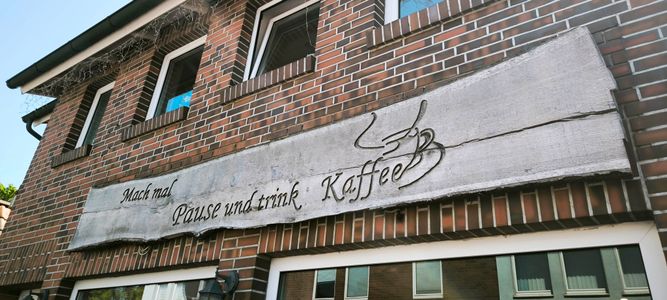 Mach mal
Pause und trink Kaffee